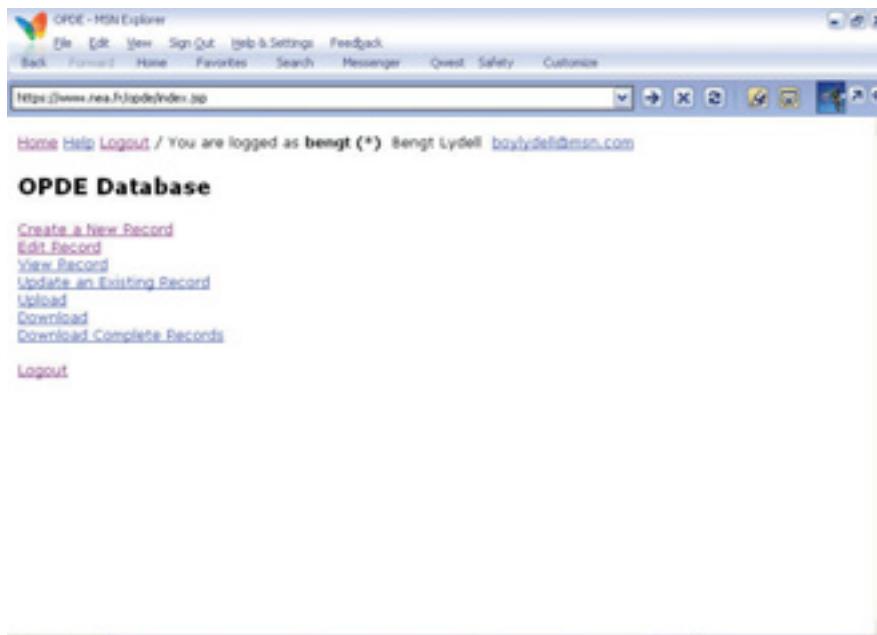 OPDE - MSN Explorer
File Edit View Sign Out Help & Settings Feedback
Back Forward Home Favorites Search Messenger Qwest Safety Customize
https://www.nea.fr/opde/index.jsp
Home Help Logout / You are logged as bengt (*) Bengt Lydell boylydell@msn.com
OPDE Database
Create a New Record
Edit Record
View Record
Update an Existing Record
Upload
Download
Download Complete Records
Logout